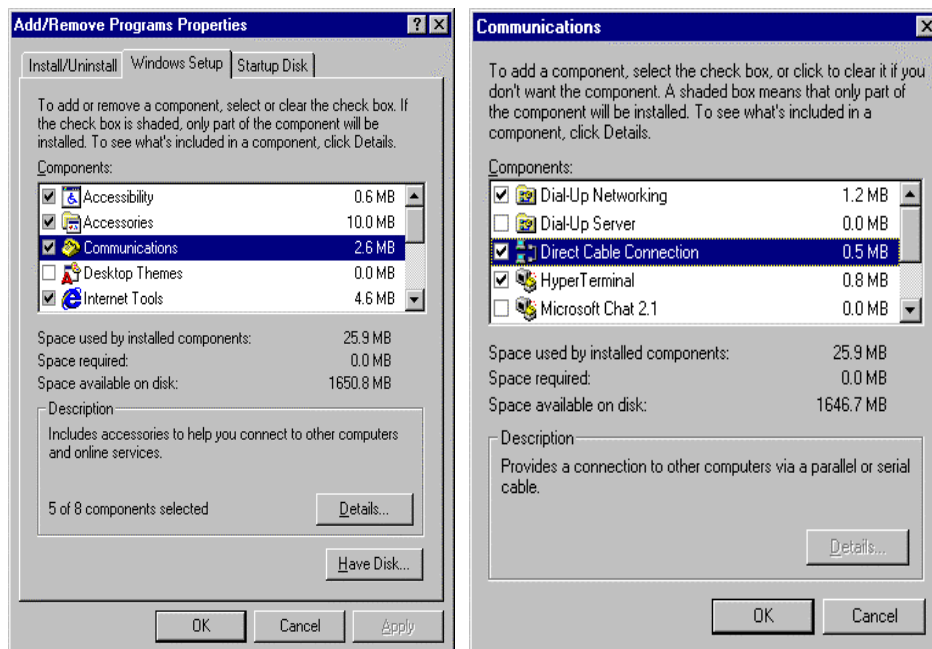 Add/Remove Programs Properties
Install/Uninstall Windows Setup Startup Disk
To add or remove a component, select or clear the check box. If
the check box is shaded, only part of the component will be
installed. To see what's included in a component, click Details.
Components:
Accessibility 0.6 MB
Accessories 10.0 MB
Communications 2.6 MB
Desktop Themes 0.0 MB
Internet Tools 4.6 MB
Space used by installed components: 25.9 MB
Space required: 0.0 MB
Space available on disk: 1650.8 MB
Description
Includes accessories to help you connect to other computers
and online services.
5 of 8 components selected
Details...
Have Disk...
OK Cancel Apply
Communications
To add a component, select the check box, or click to clear it if you
don't want the component. A shaded box means that only part of
the component will be installed. To see what's included in a
component, click Details.
Components:
Dial-Up Networking 1.2 MB
Dial-Up Server 0.0 MB
Direct Cable Connection 0.5 MB
HyperTerminal 0.8 MB
Microsoft Chat 2.1 0.0 MB
Space used by installed components: 25.9 MB
Space required: 0.0 MB
Space available on disk: 1646.7 MB
Description
Provides a connection to other computers via a parallel or serial
cable.
Details...
OK Cancel